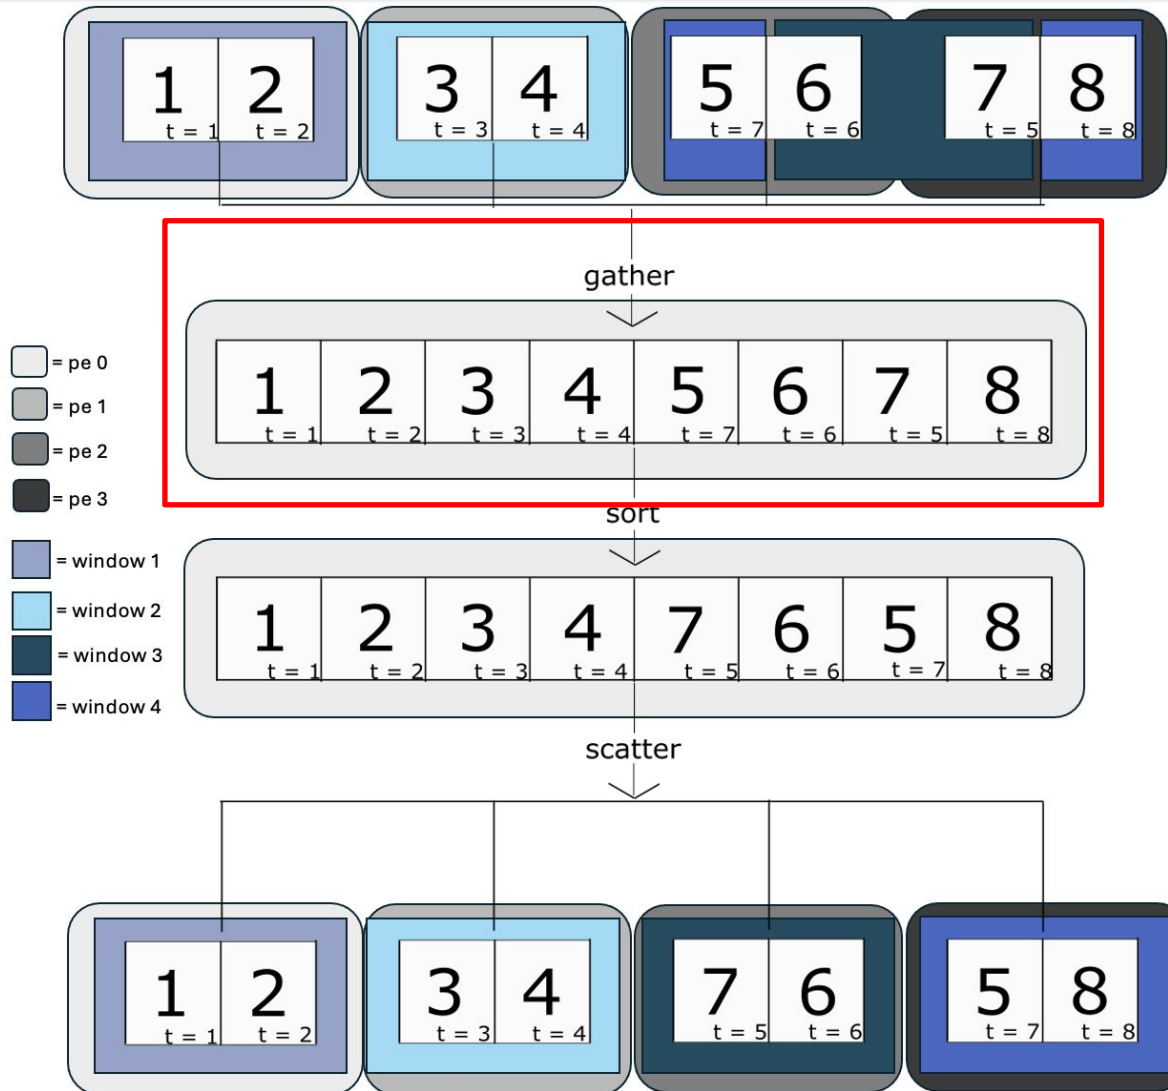 1 2 3 4 5 6 7 8
t = 1 t = 2 t = 3 t = 4 t = 7 t = 6 t = 5 t = 8
gather
1 2 3 4 5 6 7 8
t = 1 t = 2 t = 3 t = 4 t = 7 t = 6 t = 5 t = 8
= pe 0
= pe 1
= pe 2
= pe 3
sort
= window 1
= window 2
= window 3
= window 4
1 2 3 4 7 6 5 8
t = 1 t = 2 t = 3 t = 4 t = 5 t = 6 t = 7 t = 8
scatter
1 2 3 4 7 6 5 8
t = 1 t = 2 t = 3 t = 4 t = 5 t = 6 t = 7 t = 8